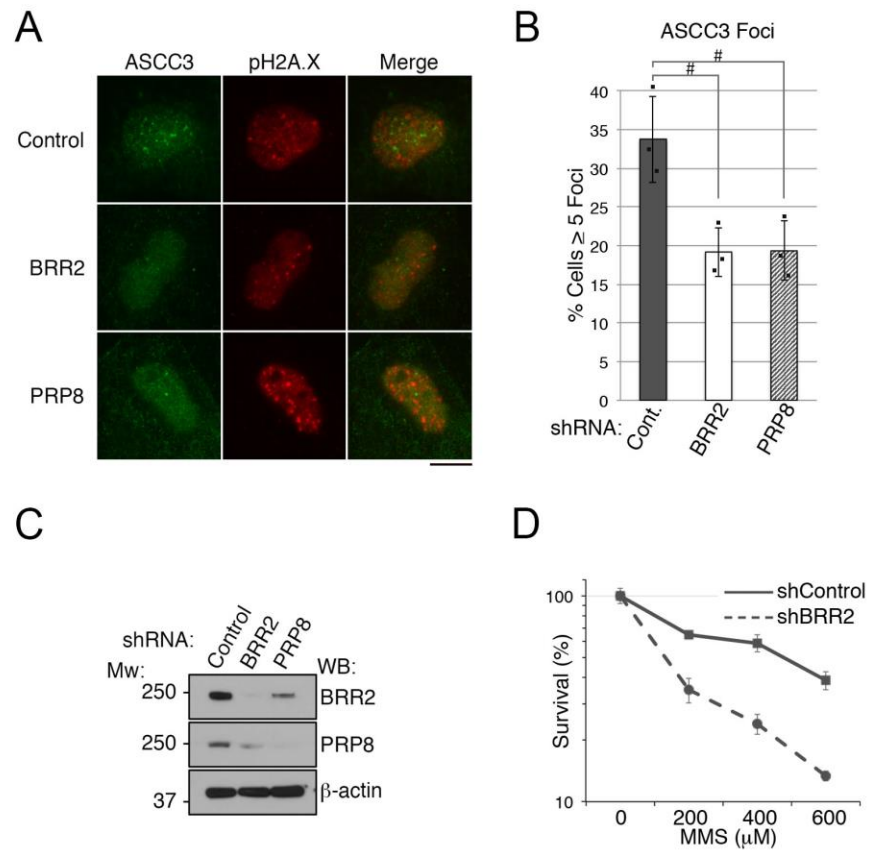 A
ASCC3 pH2A.X Merge
Control
BRR2
PRP8
B
ASCC3 Foci
#
#
% Cells ≥ 5 Foci
40
35
30
25
20
15
10
5
0
shRNA: Cont. BRR2 PRP8
C
shRNA: Control BRR2 PRP8
Mw: WB:
250 BRR2
250 PRP8
37 β-actin
D
shControl
shBRR2
Survival (%)
100
10
0 200 400 600
MMS (μM)